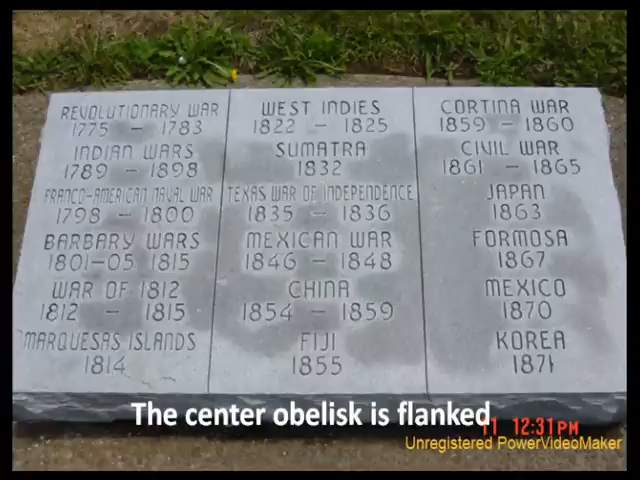 REVOLUTIONARY WAR
1775 - 1783
INDIAN WARS
1789 - 1898
FRANCO-AMERICAN NAVAL WAR
1798 - 1800
BARBARY WARS
1801-05 1815
WAR OF 1812
1812 - 1815
MARQUESAS ISLANDS
1814
WEST INDIES
1822 - 1825
SUMATRA
1832
TEXAS WAR OF INDEPENDENCE
1835 - 1836
MEXICAN WAR
1846 - 1848
CHINA
1854 - 1859
FIJI
1855
CORTINA WAR
1859 - 1860
CIVIL WAR
1861 - 1865
JAPAN
1863
FORMOSA
1867
MEXICO
1870
KOREA
1871
The center obelisk is flanked
11 12:31PM
Unregistered PowerVideoMaker